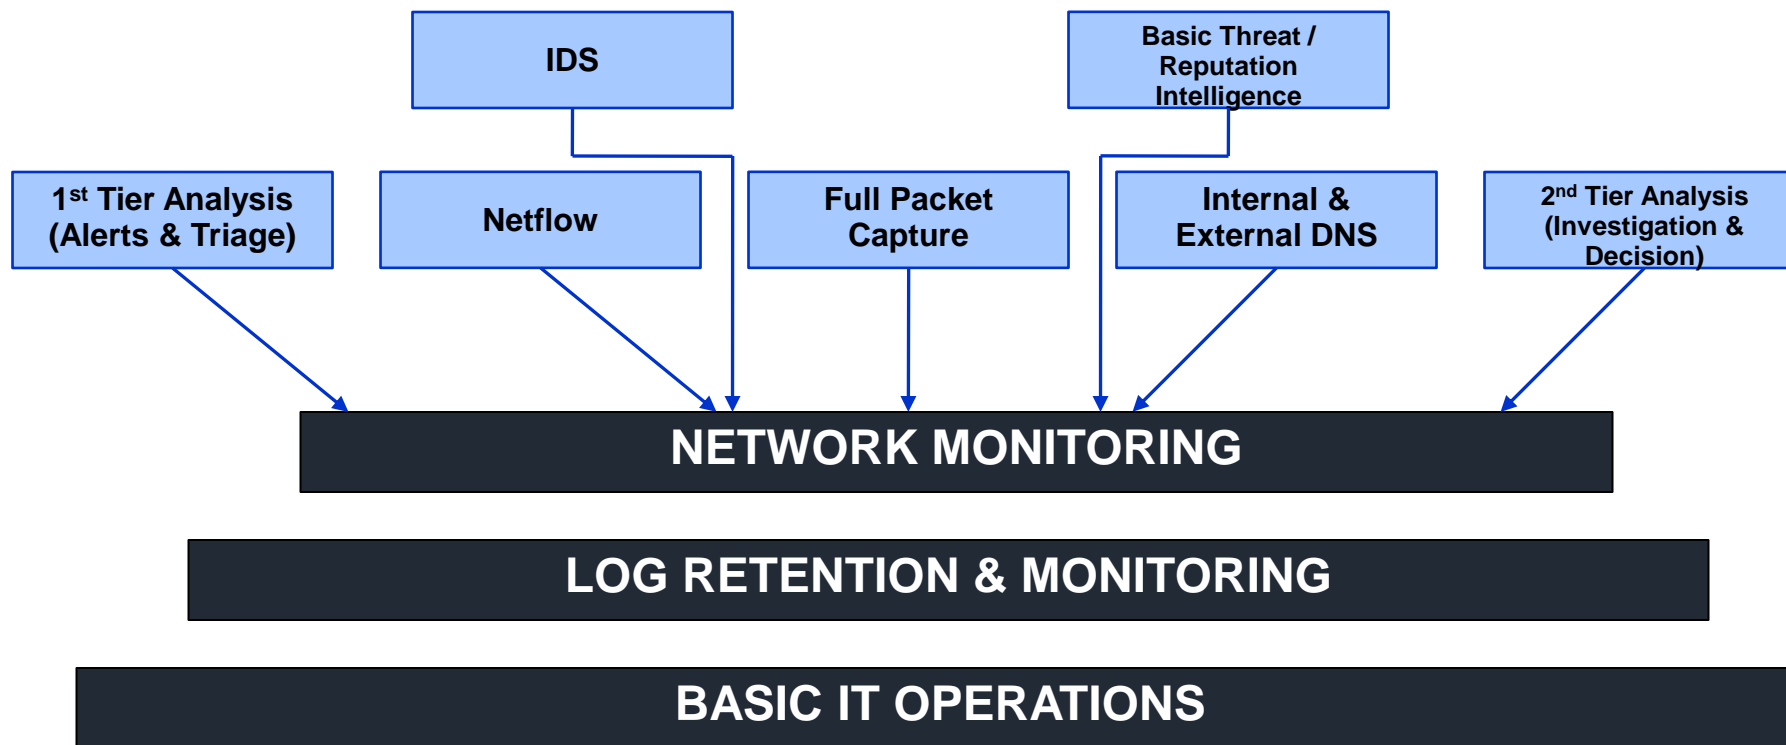 IDS
Basic Threat /
Reputation
Intelligence
1st Tier Analysis
(Alerts & Triage)
Netflow
Full Packet
Capture
Internal &
External DNS
2nd Tier Analysis
(Investigation &
Decision)
NETWORK MONITORING
LOG RETENTION & MONITORING
BASIC IT OPERATIONS